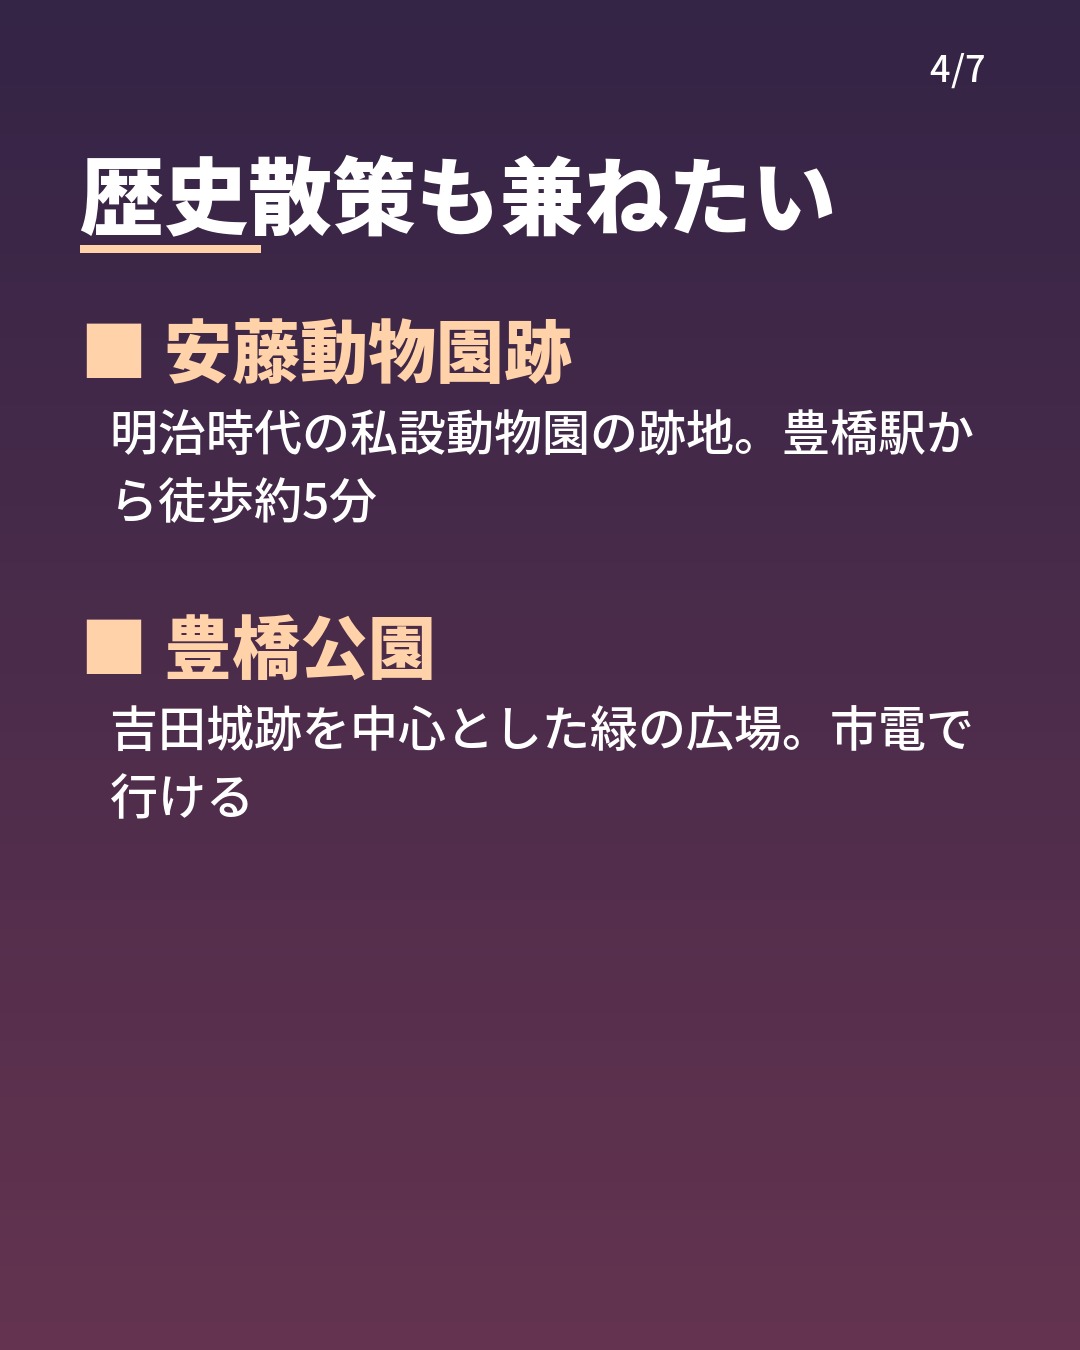 4/7
歴史散策も兼ねたい
■ 安藤動物園跡
明治時代の私設動物園の跡地。豊橋駅か
ら徒歩約5分
■ 豊橋公園
吉田城跡を中心とした緑の広場。市電で
行ける